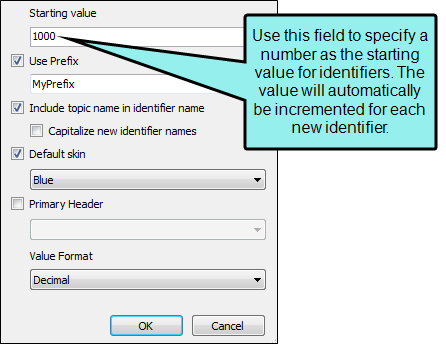 Starting value
1000
Use Prefix
MyPrefix
Include topic name in identifier name
Capitalize new identifier names
Default skin
Blue
Primary Header
Value Format
Decimal
OK Cancel
Use this field to specify a
number as the starting
value for identifiers. The
value will automatically
be incremented for each
new identifier.